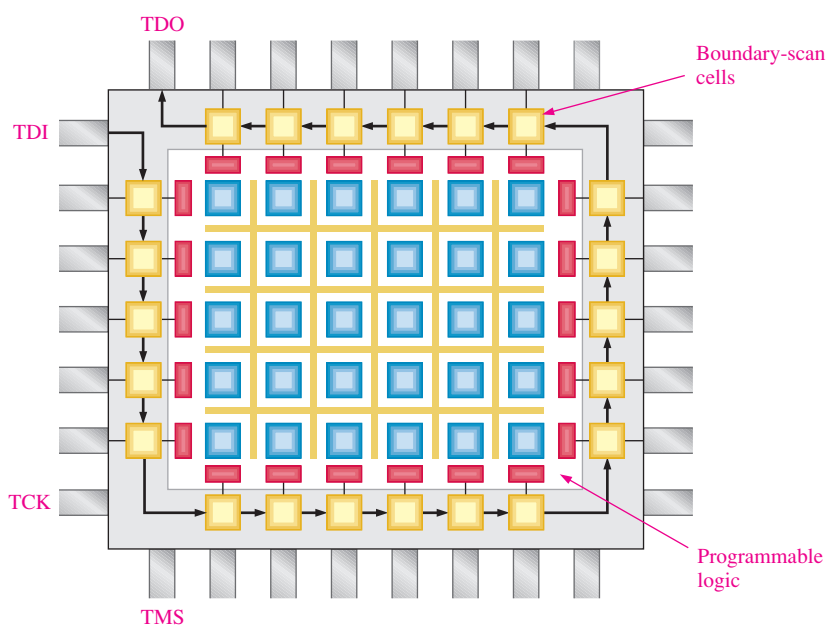 TDO
Boundary-scan
cells
TDI
TCK
Programmable
logic
TMS